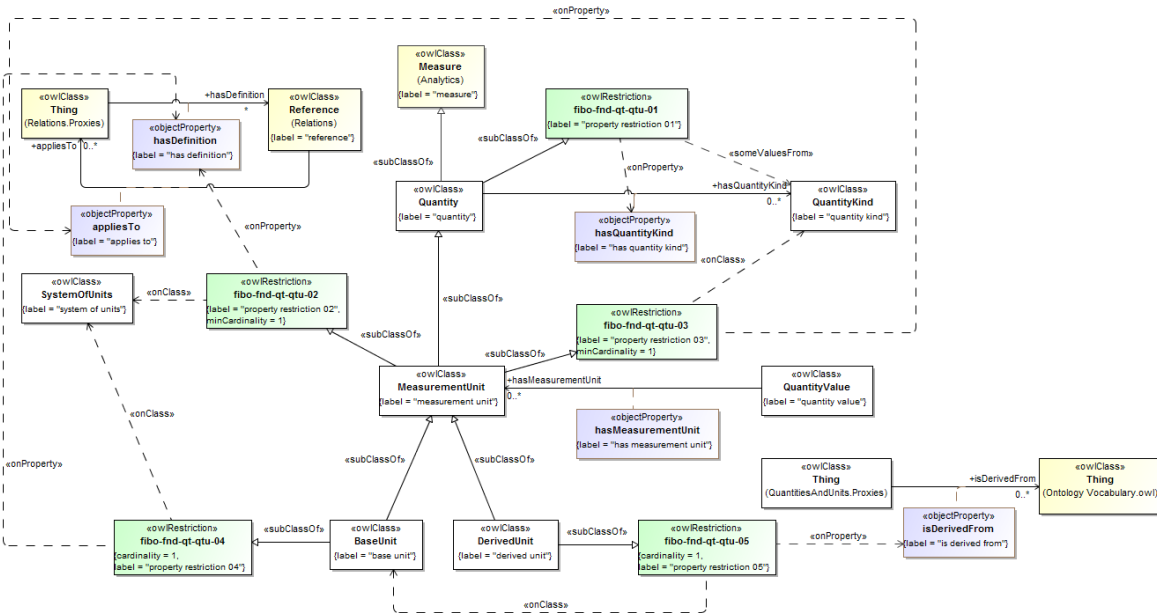 «onProperty»
«owlClass»
Measure
(Analytics)
{label = "measure"}
«owlClass»
Thing
(Relations.Proxies)
+hasDefinition
*
«owlClass»
Reference
(Relations)
{label = "reference"}
«objectProperty»
hasDefinition
{label = "has definition"}
+appliesTo
0..*
«owlRestriction»
fibo-fnd-qt-qtu-01
{label = "property restriction 01"}
«subClassOf»
«subClassOf»
«someValuesFrom»
«onProperty»
«owlClass»
Quantity
{label = "quantity"}
+hasQuantityKind
0..*
«owlClass»
QuantityKind
{label = "quantity kind"}
«objectProperty»
appliesTo
{label = "applies to"}
«objectProperty»
hasQuantityKind
{label = "has quantity kind"}
«onProperty»
«onClass»
«owlClass»
SystemOfUnits
{label = "system of units"}
«onClass»
«owlRestriction»
fibo-fnd-qt-qtu-02
{label = "property restriction 02",
minCardinality = 1}
«subClassOf»
«subClassOf»
«owlRestriction»
fibo-fnd-qt-qtu-03
{label = "property restriction 03",
minCardinality = 1}
«subClassOf»
«owlClass»
MeasurementUnit
{label = "measurement unit"}
+hasMeasurementUnit
0..*
«owlClass»
QuantityValue
{label = "quantity value"}
«objectProperty»
hasMeasurementUnit
{label = "has measurement unit"}
«onClass»
«onProperty»
«subClassOf»
«subClassOf»
«owlClass»
Thing
(QuantitiesAndUnits.Proxies)
+isDerivedFrom
0..*
«owlClass»
Thing
(Ontology Vocabulary.owl)
«objectProperty»
isDerivedFrom
{label = "is derived from"}
«owlRestriction»
fibo-fnd-qt-qtu-04
{cardinality = 1,
label = "property restriction 04"}
«subClassOf»
«owlClass»
BaseUnit
{label = "base unit"}
«owlClass»
DerivedUnit
{label = "derived unit"}
«subClassOf»
«owlRestriction»
fibo-fnd-qt-qtu-05
{cardinality = 1,
label = "property restriction 05"}
«onProperty»
«onClass»